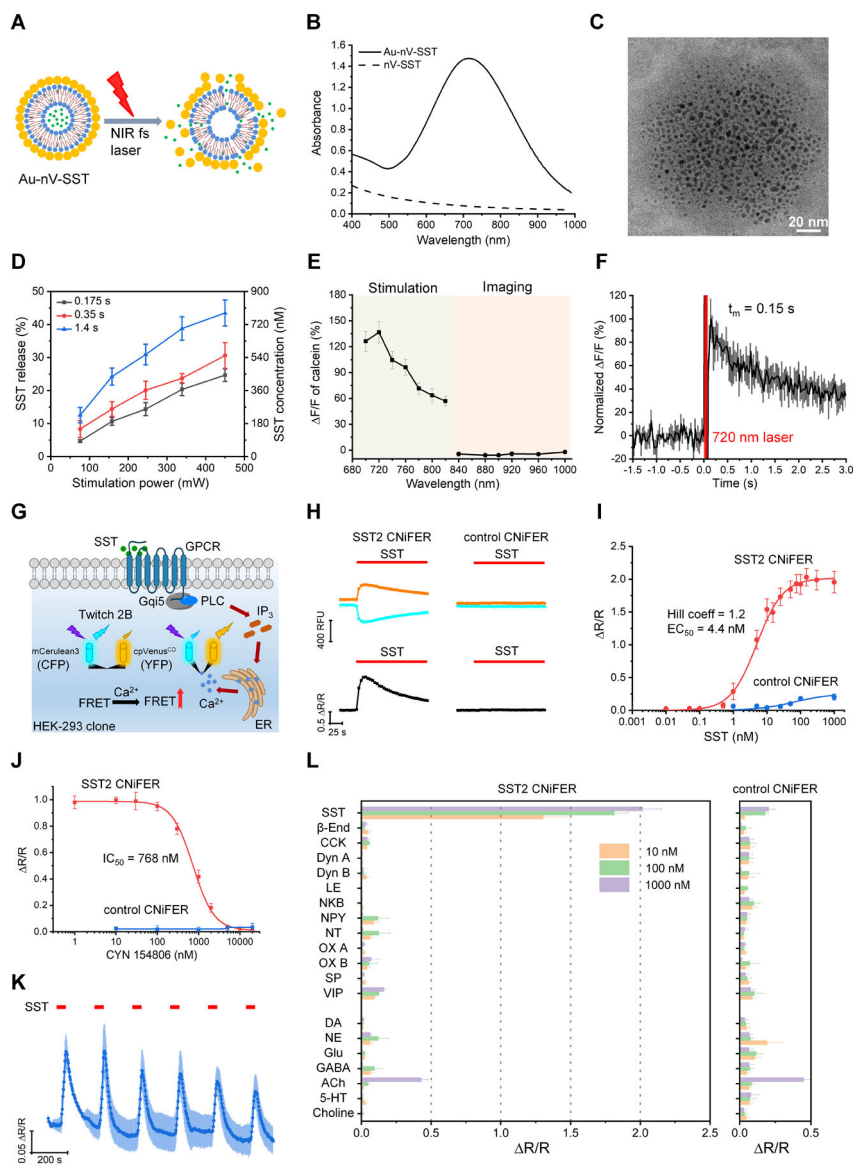 A
NIR fs
laser
Au-nV-SST
B
Au-nV-SST
nV-SST
1.6
1.4
1.2
1.0
0.8
0.6
0.4
0.2
0.0
400 500 600 700 800 900 1000
Absorbance
Wavelength (nm)
C
20 nm
D
0.175 s
0.35 s
1.4 s
50
40
30
20
10
0
900
720
540
360
180
0
SST release (%)
SST concentration (nM)
0 100 200 300 400 500
Stimulation power (mW)
E
Stimulation Imaging
180
150
120
90
60
30
0
-30
ΔF/F of calcein (%)
680 720 760 800 840 880 920 960 1000
Wavelength (nm)
F
tm = 0.15 s
120
100
80
60
40
20
0
-20
Normalized ΔF/F (%)
720 nm laser
-1.5 -1.0 -0.5 0.0 0.5 1.0 1.5 2.0 2.5 3.0
Time (s)
G
SST
GPCR
Gqi5
PLC
IP3
Twitch 2B
mCerulean3
(CFP)
cpVenusCD
(YFP)
Ca2+
FRET
FRET
Ca2+
ER
HEK-293 clone
H
SST2 CNiFER control CNiFER
SST SST
400 RFU
SST SST
0.5 ΔR/R
25 s
I
SST2 CNiFER
Hill coeff = 1.2
EC50 = 4.4 nM
control CNiFER
2.5
2.0
1.5
1.0
0.5
0.0
ΔR/R
0.001 0.01 0.1 1 10 100 1000
SST (nM)
J
SST2 CNiFER
IC50 = 768 nM
control CNiFER
1.0
0.8
0.6
0.4
0.2
0.0
ΔR/R
1 10 100 1000 10000
CYN 154806 (nM)
K
SST
0.05 ΔR/R
200 s
L
SST2 CNiFER control CNiFER
SST
β-End
CCK
Dyn A
Dyn B
LE
NKB
NPY
NT
OX A
OX B
SP
VIP
DA
NE
Glu
GABA
ACh
5-HT
Choline
10 nM
100 nM
1000 nM
0.0 0.5 1.0 1.5 2.0 2.5
ΔR/R
0.0 0.5
ΔR/R